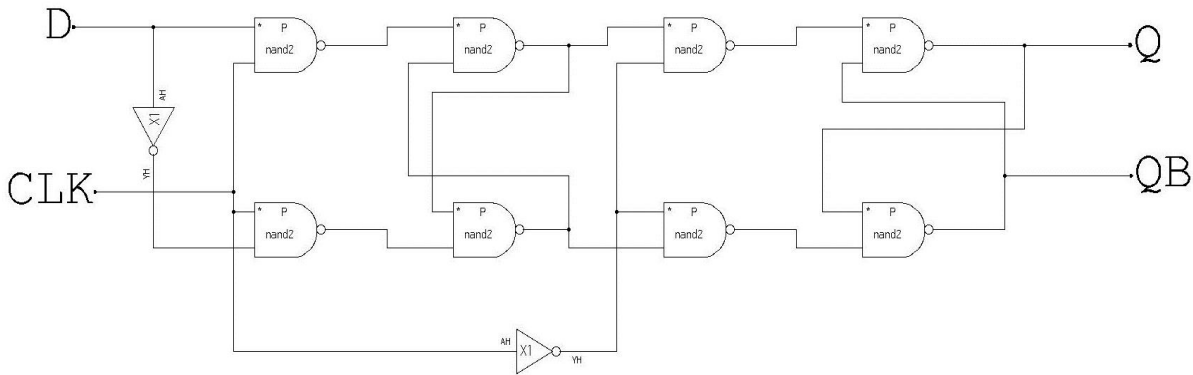 D
* P
nand2
* P
nand2
* P
nand2
* P
nand2
Q
AH
X1
YH
CLK
QB
* P
nand2
* P
nand2
* P
nand2
* P
nand2
AH
X1
YH